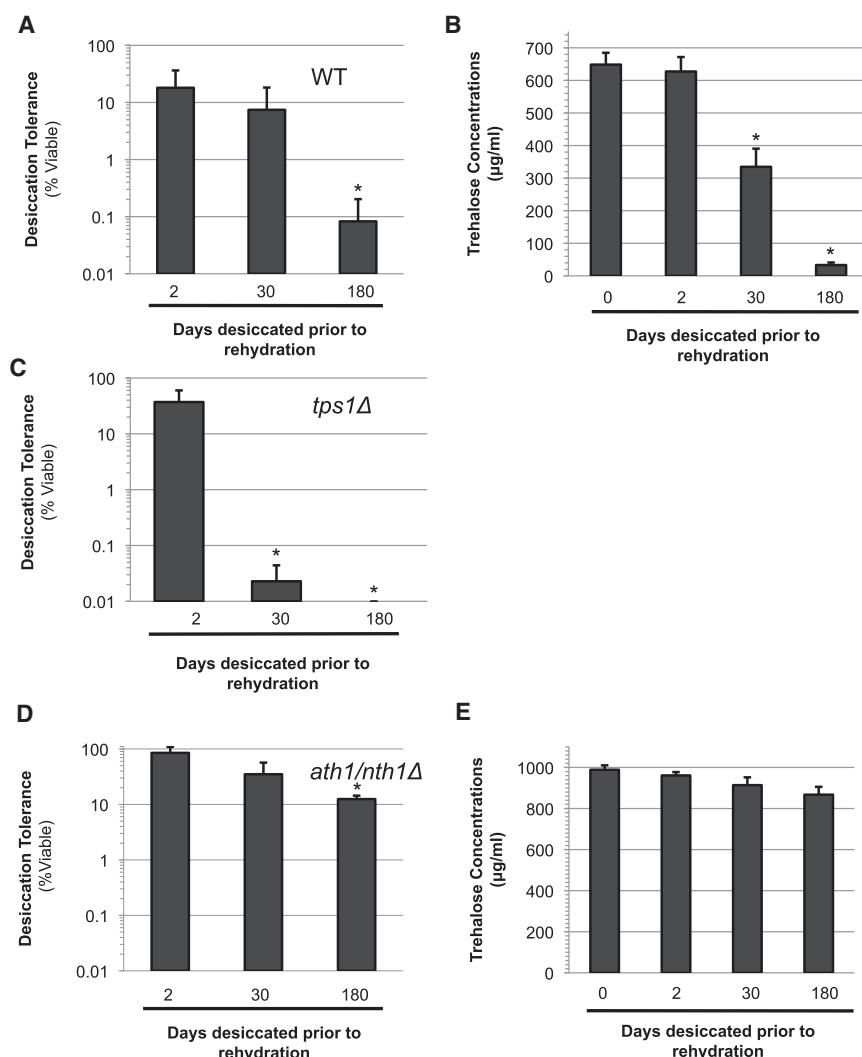 A
Desiccation Tolerance
(% Viable)
100
10
1
0.1
0.01
WT
*
2 30 180
Days desiccated prior to
rehydration
B
Trehalose Concentrations
(µg/ml)
700
600
500
400
300
200
100
0
*
*
0 2 30 180
Days desiccated prior to
rehydration
C
Desiccation Tolerance
(% Viable)
100
10
1
0.1
0.01
tps1Δ
*
*
2 30 180
Days desiccated prior to
rehydration
D
Desiccation Tolerance
(%Viable)
100
10
1
0.1
0.01
ath1/nth1Δ
*
2 30 180
Days desiccated prior to
rehydration
E
Trehalose Concentrations
(µg/ml)
1000
800
600
400
200
0
0 2 30 180
Days desiccated prior to
rehydration